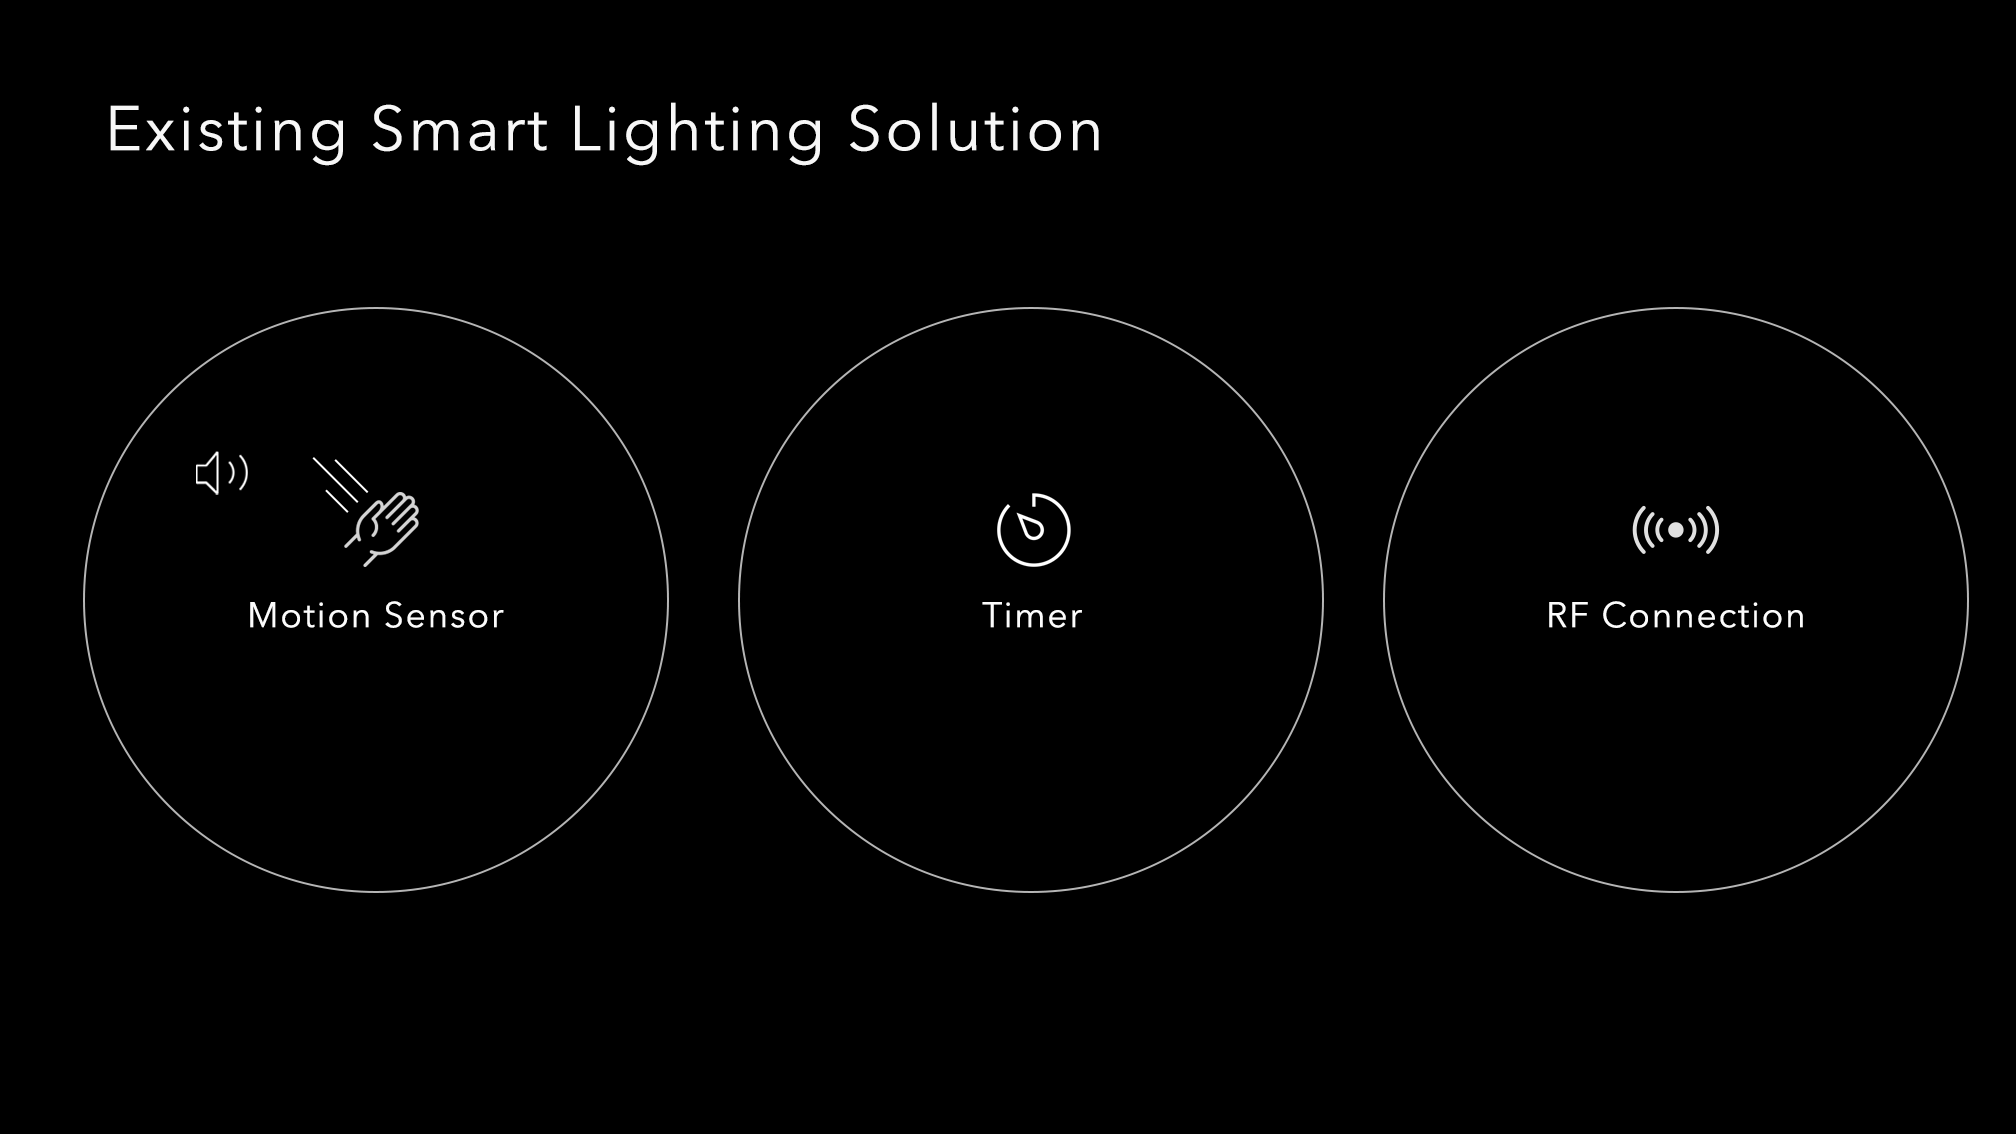 Existing Smart Lighting Solution
Motion Sensor
Timer
RF Connection